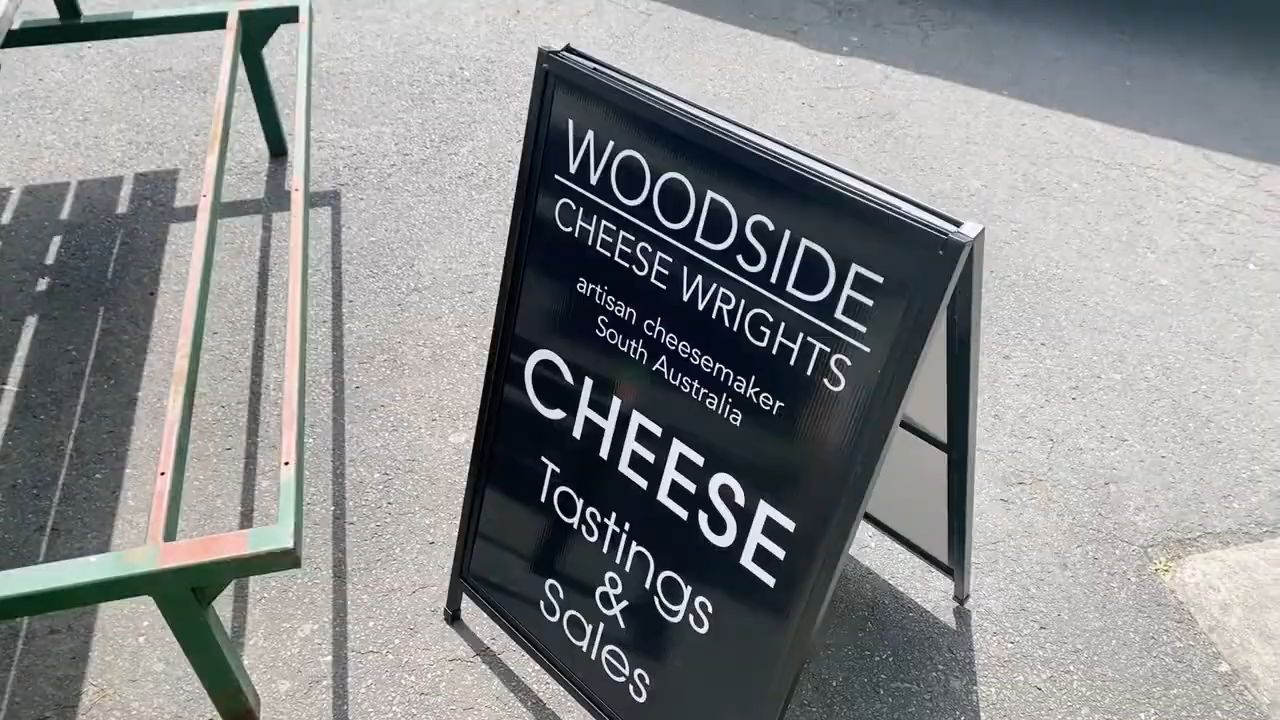 WOODSIDE
CHEESE WRIGHTS
artisan cheesemaker
South Australia
CHEESE
Tastings
&
Sales